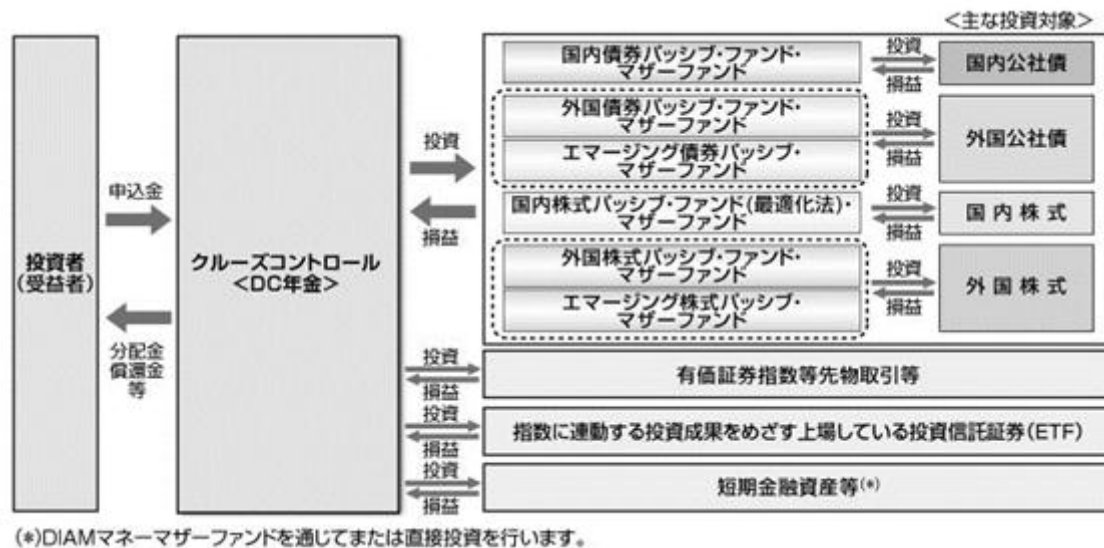 <主な投資対象>
投資者
(受益者)
申込金
分配金
償還金
等
クルーズコントロール
<DC年金>
投資
損益
国内債券パッシブ・ファンド・
マザーファンド
投資
損益
国内公社債
外国債券パッシブ・ファンド・
マザーファンド
エマージング債券パッシブ・
マザーファンド
投資
損益
外国公社債
国内株式パッシブ・ファンド(最適化法)・
マザーファンド
投資
損益
国内株式
外国株式パッシブ・ファンド・
マザーファンド
エマージング株式パッシブ・
マザーファンド
投資
損益
外国株式
投資
損益
有価証券指数等先物取引等
投資
損益
指数に連動する投資成果をめざす上場している投資信託証券(ETF)
投資
損益
短期金融資産等(*)
(*)DIAMマネーマザーファンドを通じてまたは直接投資を行います。